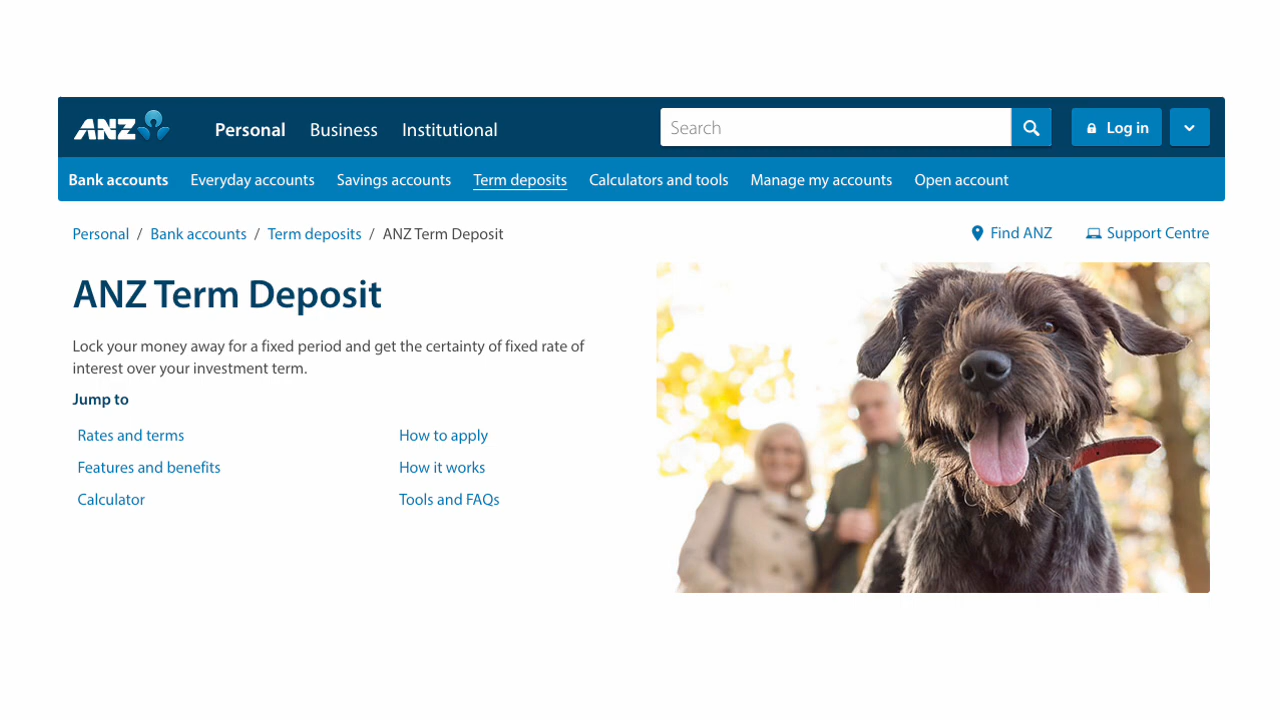 ANZ Personal Business Institutional Search Log in
Bank accounts Everyday accounts Savings accounts Term deposits Calculators and tools Manage my accounts Open account
Personal / Bank accounts / Term deposits / ANZ Term Deposit Find ANZ Support Centre
ANZ Term Deposit
Lock your money away for a fixed period and get the certainty of fixed rate of
interest over your investment term.
Jump to
Rates and terms How to apply
Features and benefits How it works
Calculator Tools and FAQs